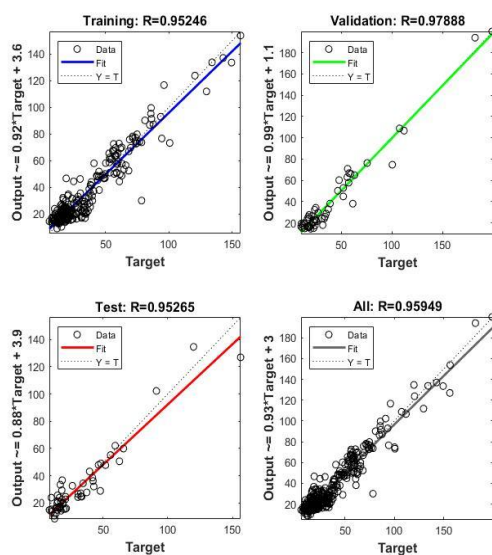 Training: R=0.95246
Output ~= 0.92*Target + 3.6
140
120
100
80
60
40
20
Data
Fit
Y = T
50
100
150
Target
Validation: R=0.97888
Output ~= 0.99*Target + 1.1
180
160
140
120
100
80
60
40
20
Data
Fit
Y = T
50
100
150
Target
Test: R=0.95265
Output ~= 0.88*Target + 3.9
140
120
100
80
60
40
20
Data
Fit
Y = T
50
100
150
Target
All: R=0.95949
Output ~= 0.93*Target + 3
200
180
160
140
120
100
80
60
40
20
Data
Fit
Y = T
50
100
150
Target